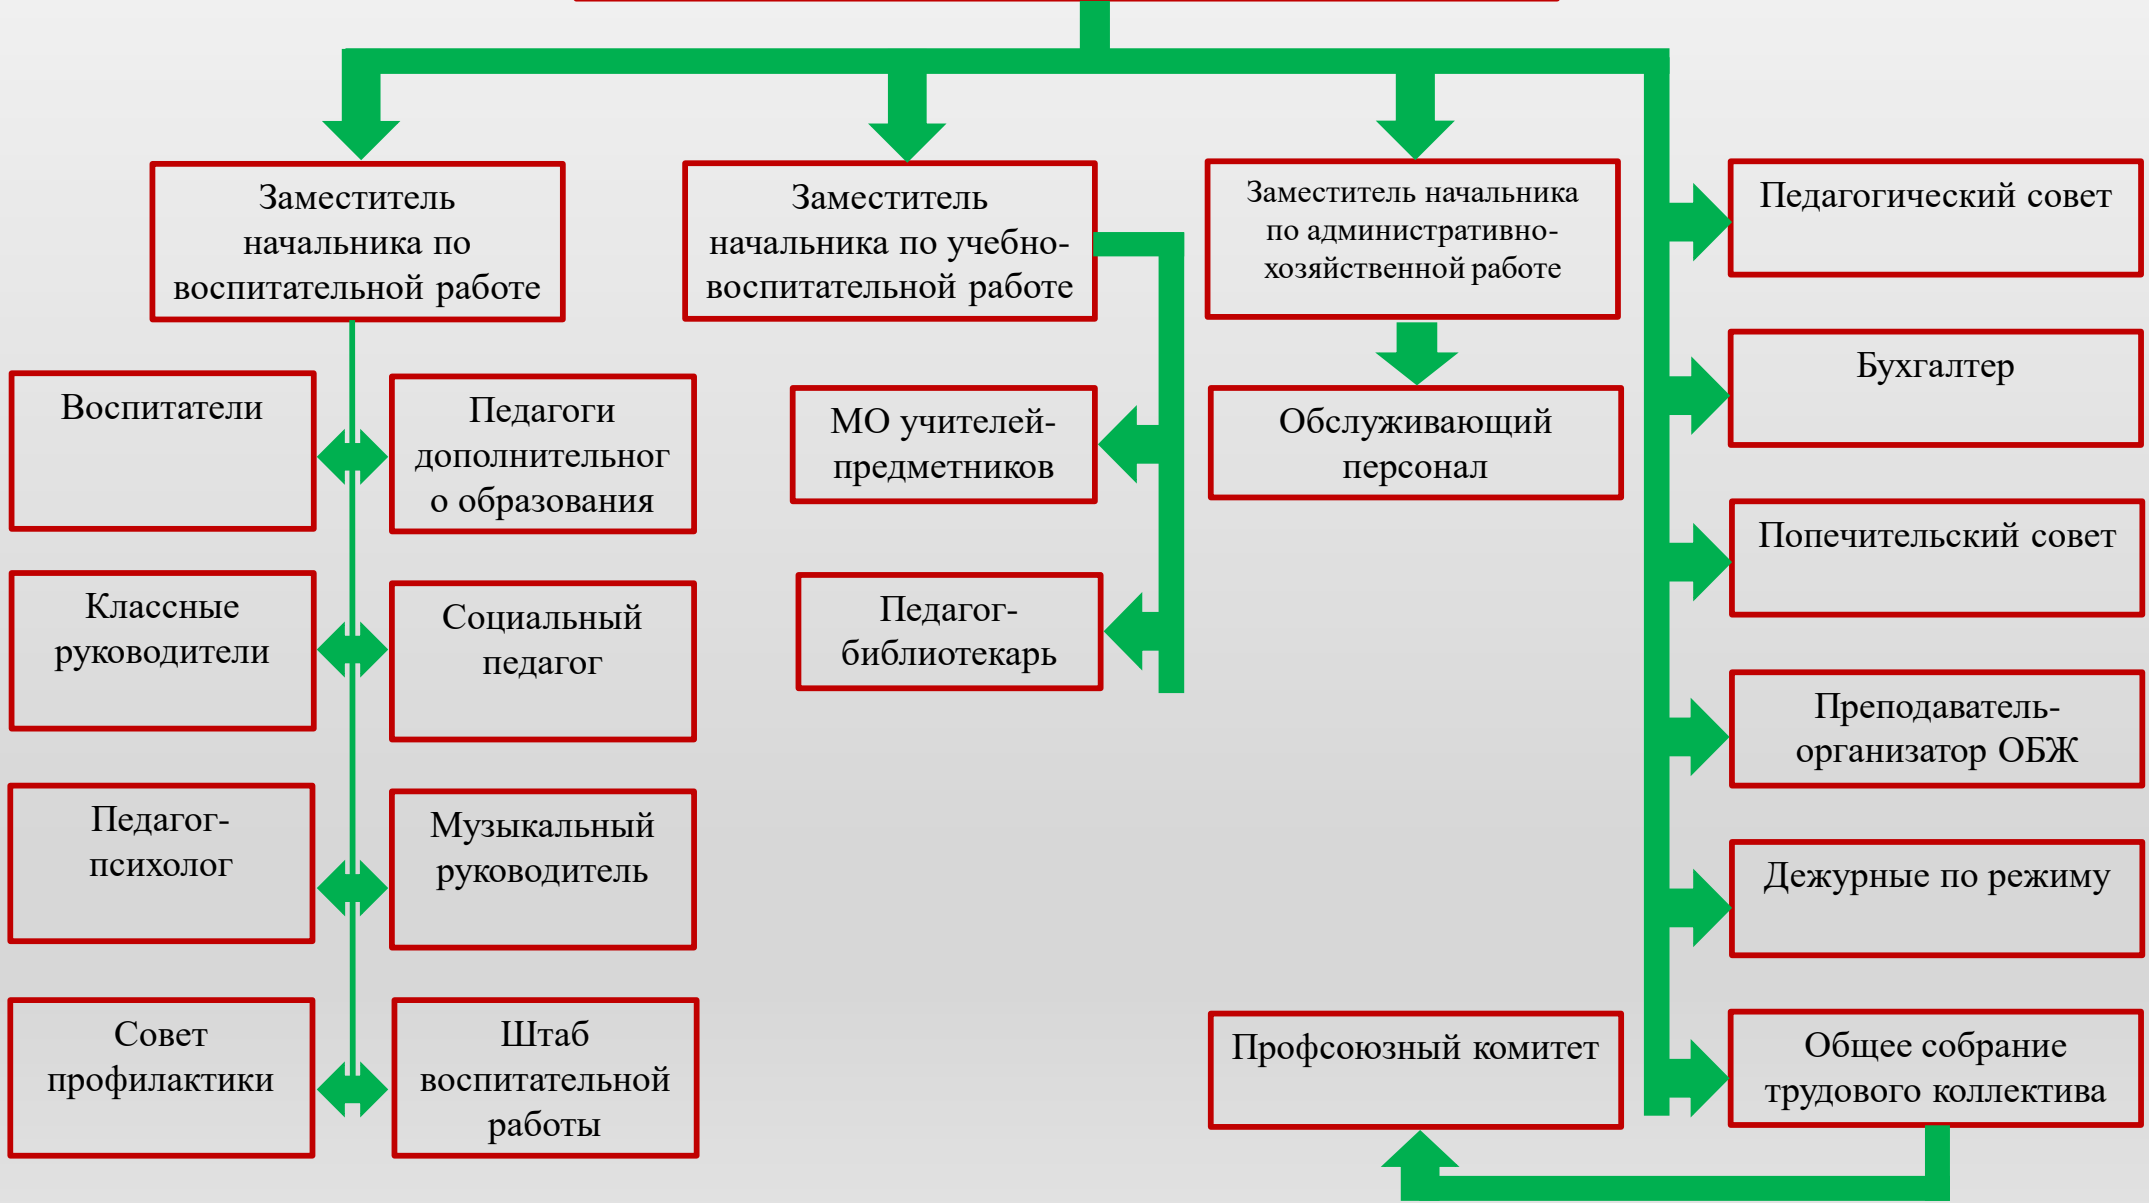 Заместитель
начальника по
воспитательной работе
Заместитель
начальника по учебно-
воспитательной работе
Заместитель начальника
по административно-
хозяйственной работе
Педагогический совет
Воспитатели
Педагоги
дополнительног
о образования
МО учителей-
предметников
Обслуживающий
персонал
Бухгалтер
Попечительский совет
Классные
руководители
Социальный
педагог
Педагог-
библиотекарь
Преподаватель-
организатор ОБЖ
Педагог-
психолог
Музыкальный
руководитель
Дежурные по режиму
Совет
профилактики
Штаб
воспитательной
работы
Профсоюзный комитет
Общее собрание
трудового коллектива